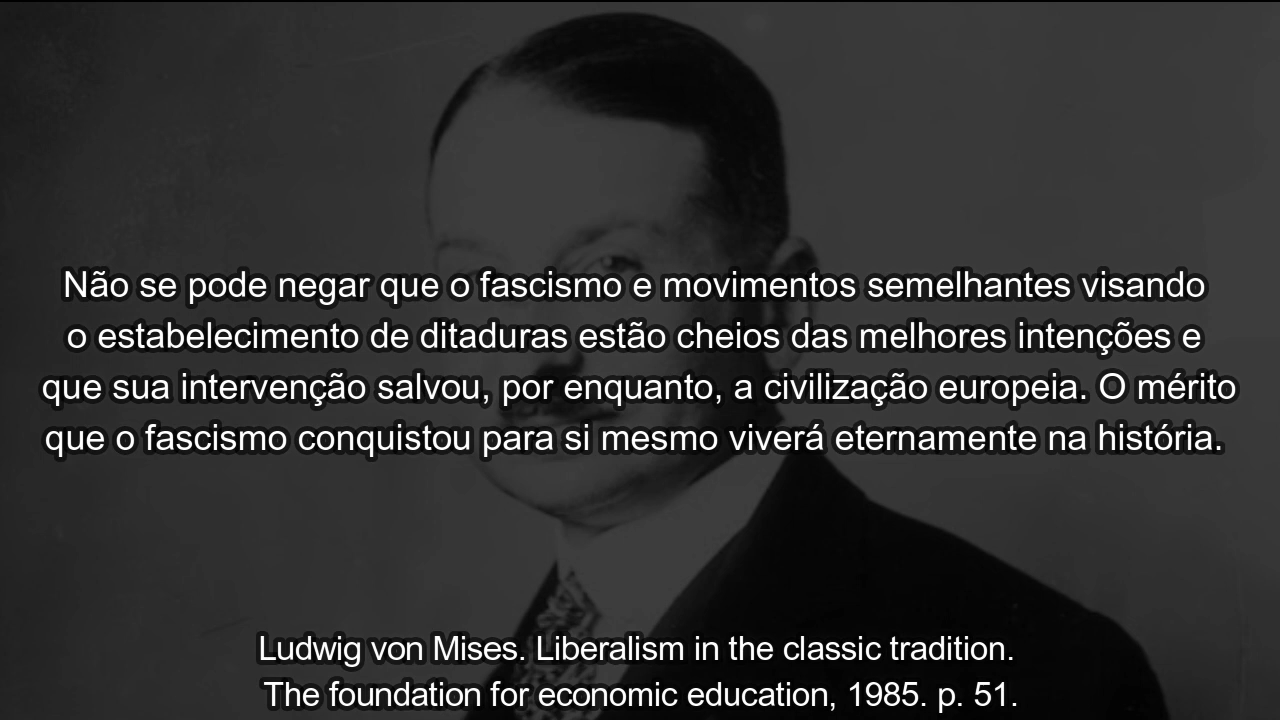 Não se pode negar que o fascismo e movimentos semelhantes visando
o estabelecimento de ditaduras estão cheios das melhores intenções e
que sua intervenção salvou, por enquanto, a civilização europeia. O mérito
que o fascismo conquistou para si mesmo viverá eternamente na história.
Ludwig von Mises. Liberalism in the classic tradition.
The foundation for economic education, 1985. p. 51.